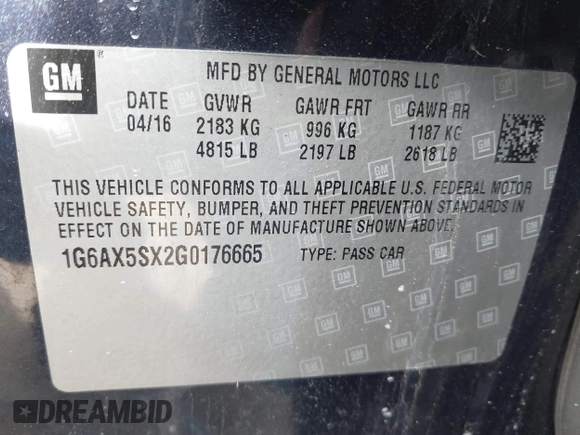 GM
MFD BY GENERAL MOTORS LLC
DATE GVWR GAWR FRT GAWR RR
04/16 2183 KG 996 KG 1187 KG
4815 LB 2197 LB 2618 LB
THIS VEHICLE CONFORMS TO ALL APPLICABLE U.S. FEDERAL MOTOR
VEHICLE SAFETY, BUMPER, AND THEFT PREVENTION STANDARDS IN
EFFECT ON THE DATE OF MANUFACTURE SHOWN ABOVE.
1G6AX5SX2G0176665 TYPE: PASS CAR
DREAMBID